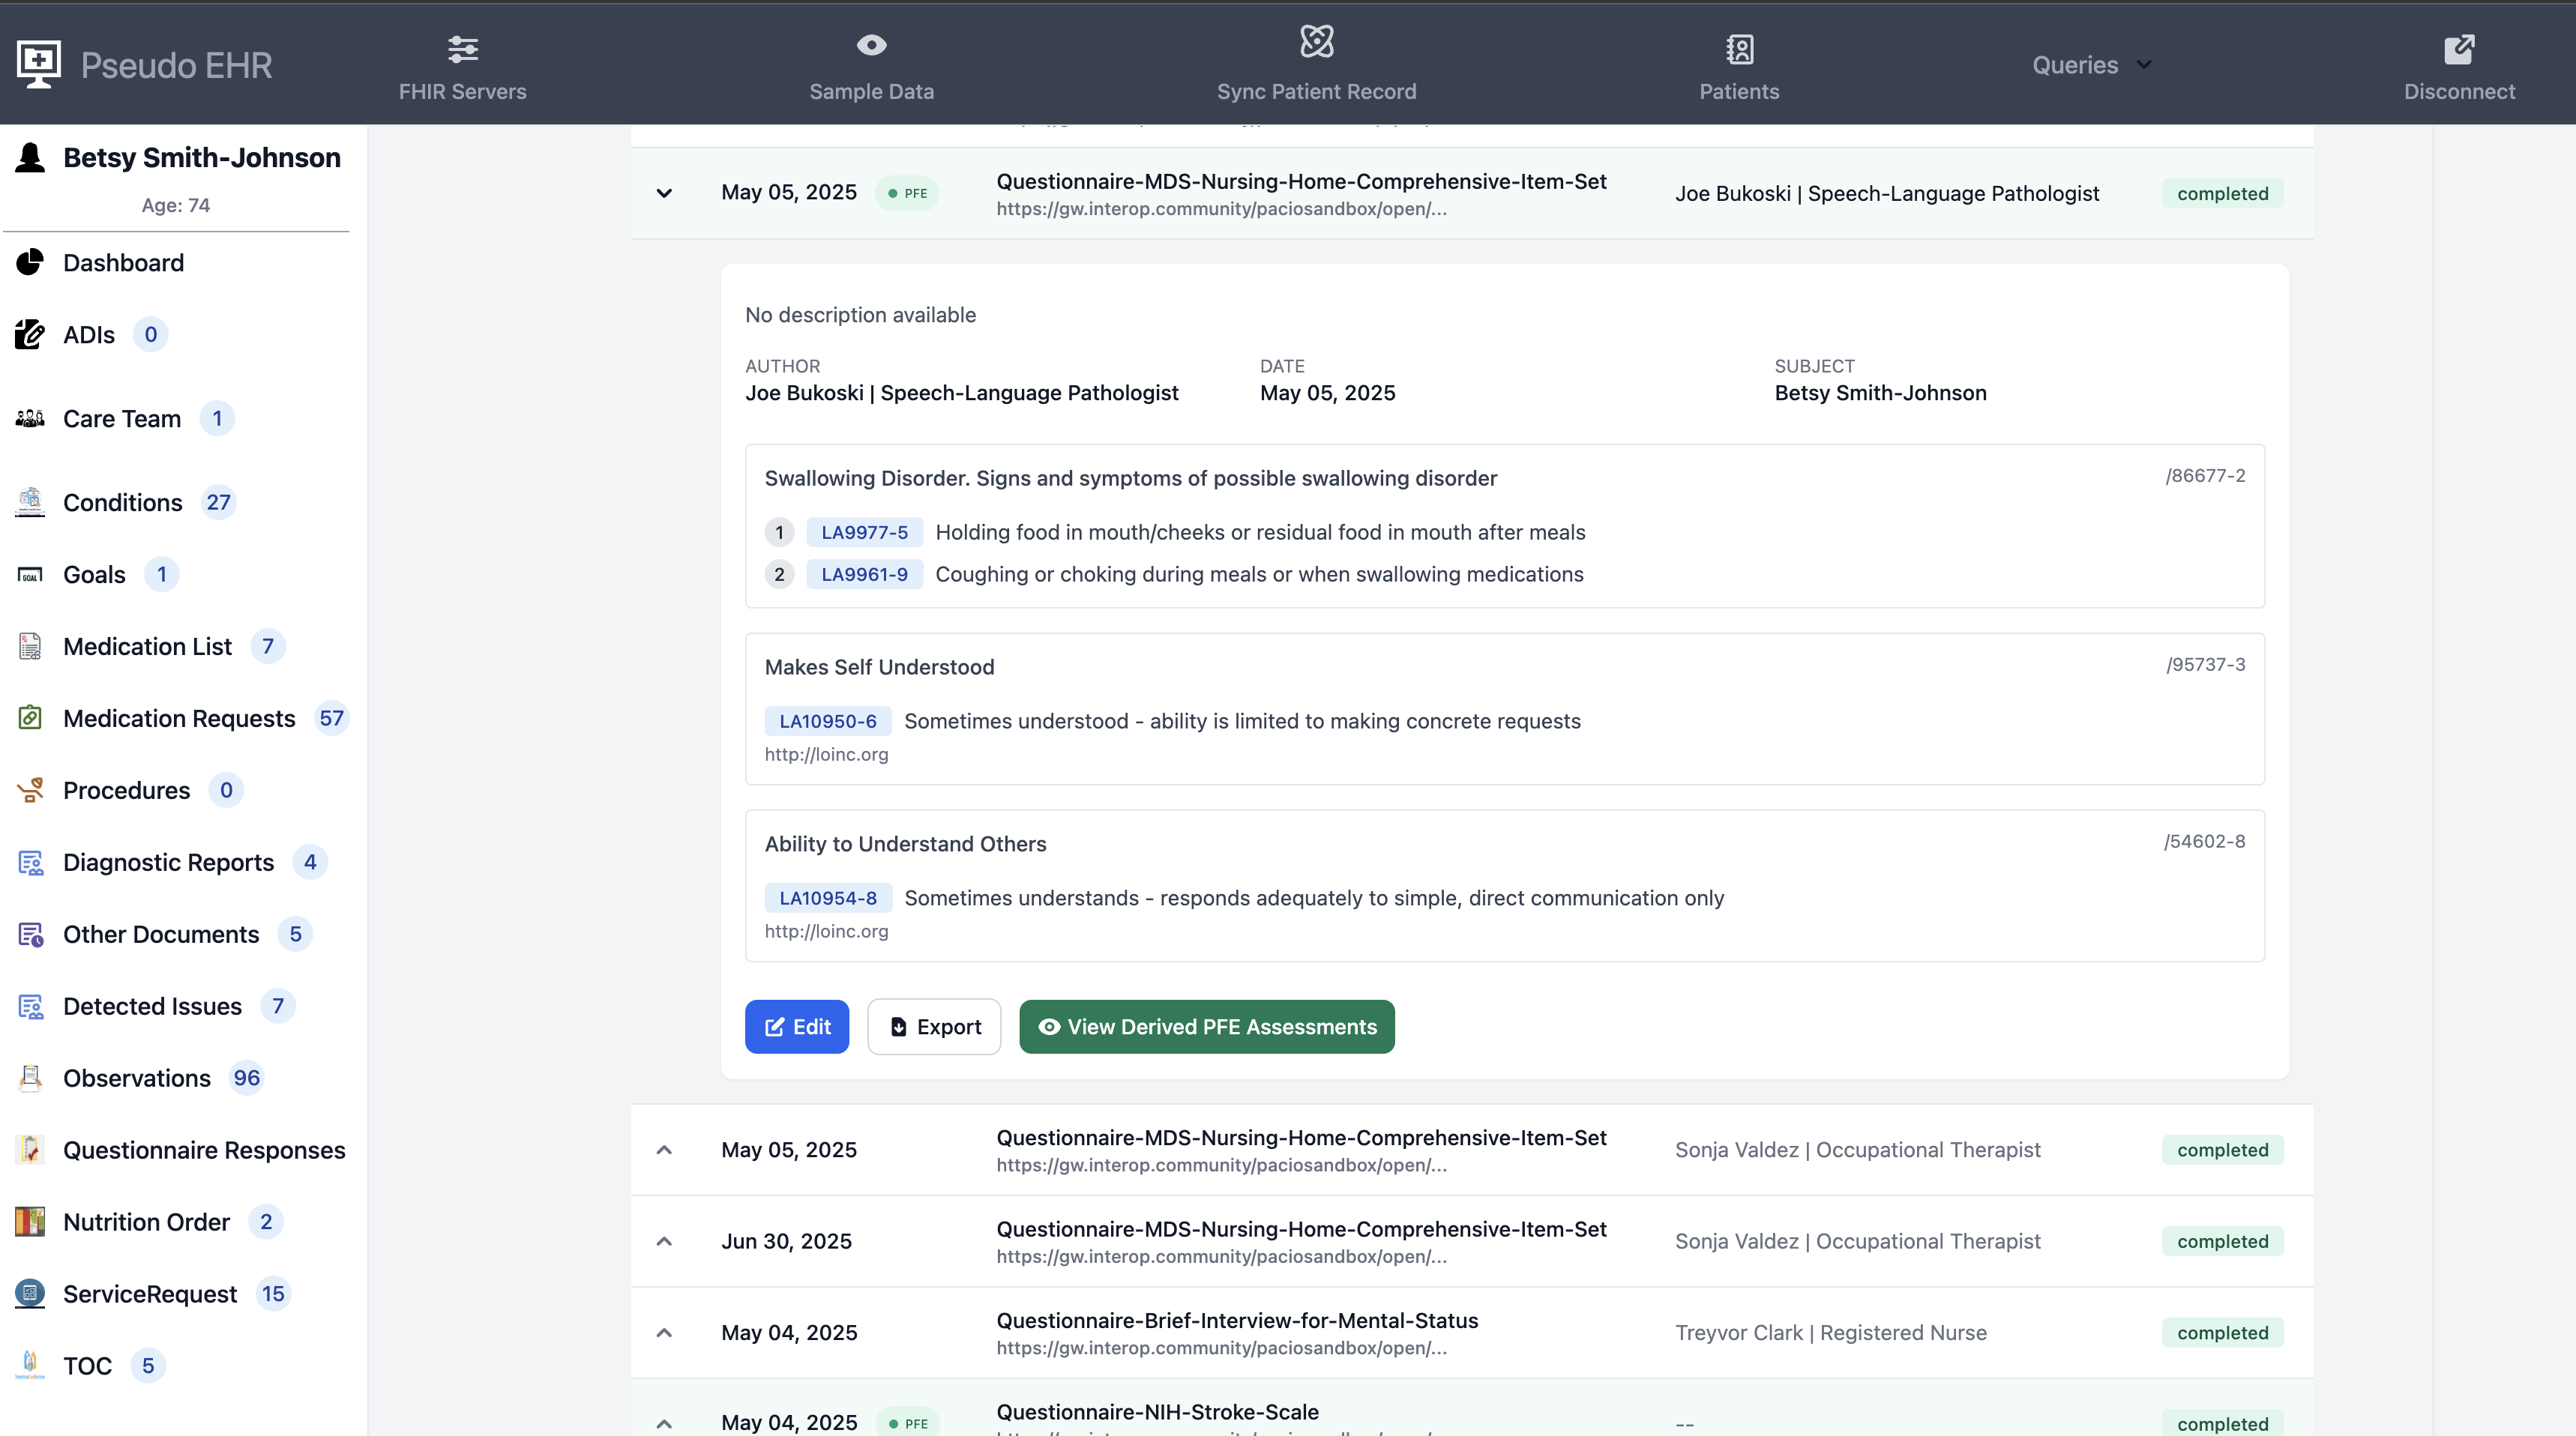 Pseudo EHR
FHIR Servers
Sample Data
Sync Patient Record
Patients
Queries
Disconnect
Betsy Smith-Johnson
Age: 74
Dashboard
ADIs 0
Care Team 1
Conditions 27
GOAL
Goals 1
Medication List 7
Medication Requests 57
Procedures 0
Diagnostic Reports 4
Other Documents 5
Detected Issues 7
Observations 96
Questionnaire Responses
Nutrition Order 2
ServiceRequest 15
TOC 5
May 05, 2025 PFE
Questionnaire-MDS-Nursing-Home-Comprehensive-Item-Set
https://gw.interop.community/paciosandbox/open/...
Joe Bukoski | Speech-Language Pathologist
completed
No description available
AUTHOR
Joe Bukoski | Speech-Language Pathologist
DATE
May 05, 2025
SUBJECT
Betsy Smith-Johnson
Swallowing Disorder. Signs and symptoms of possible swallowing disorder
/86677-2
1 LA9977-5 Holding food in mouth/cheeks or residual food in mouth after meals
2 LA9961-9 Coughing or choking during meals or when swallowing medications
Makes Self Understood
/95737-3
LA10950-6 Sometimes understood - ability is limited to making concrete requests
http://loinc.org
Ability to Understand Others
/54602-8
LA10954-8 Sometimes understands - responds adequately to simple, direct communication only
http://loinc.org
Edit
Export
View Derived PFE Assessments
May 05, 2025
Questionnaire-MDS-Nursing-Home-Comprehensive-Item-Set
https://gw.interop.community/paciosandbox/open/...
Sonja Valdez | Occupational Therapist
completed
Jun 30, 2025
Questionnaire-MDS-Nursing-Home-Comprehensive-Item-Set
https://gw.interop.community/paciosandbox/open/...
Sonja Valdez | Occupational Therapist
completed
May 04, 2025
Questionnaire-Brief-Interview-for-Mental-Status
https://gw.interop.community/paciosandbox/open/...
Treyvor Clark | Registered Nurse
completed
May 04, 2025 PFE
Questionnaire-NIH-Stroke-Scale
--
completed